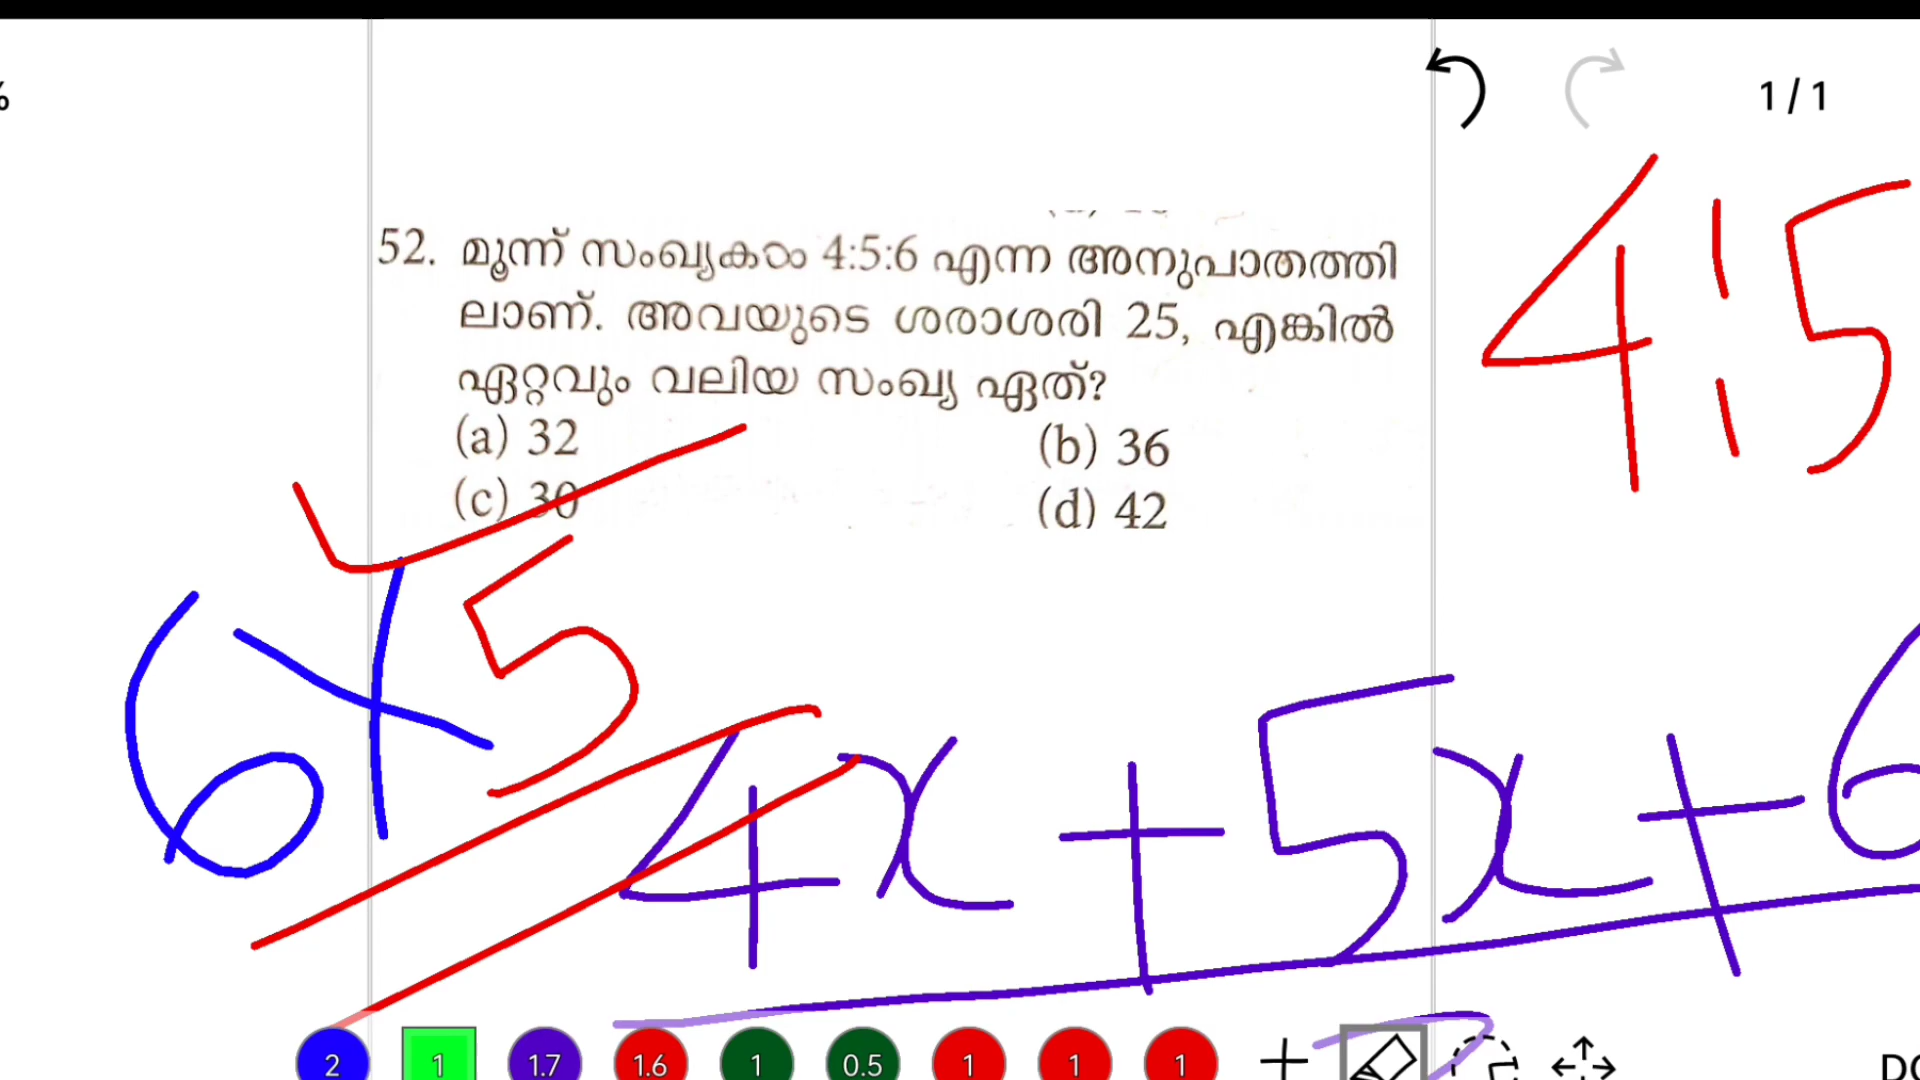 %
1/1
52. മൂന്ന് സംഖ്യകൾ 4:5:6 എന്ന അനുപാതത്തി
ലാണ്. അവയുടെ ശരാശരി 25, എങ്കിൽ
ഏറ്റവും വലിയ സംഖ്യ ഏത്?
(a) 32 (b) 36
(c) 30 (d) 42
4:5
6×5
4x+5x+6
2 1 1.7 1.6 1 0.5 1 1 1